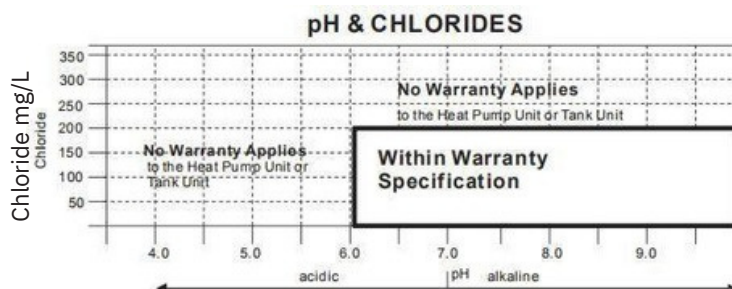 pH & CHLORIDES
Chloride mg/L
Chloride
350
300
250
200
150
100
50
No Warranty Applies
to the Heat Pump Unit or Tank Unit
No Warranty Applies
to the Heat Pump Unit or
Tank Unit
Within Warranty
Specification
4.0 5.0 6.0 7.0 8.0 9.0
acidic pH alkaline